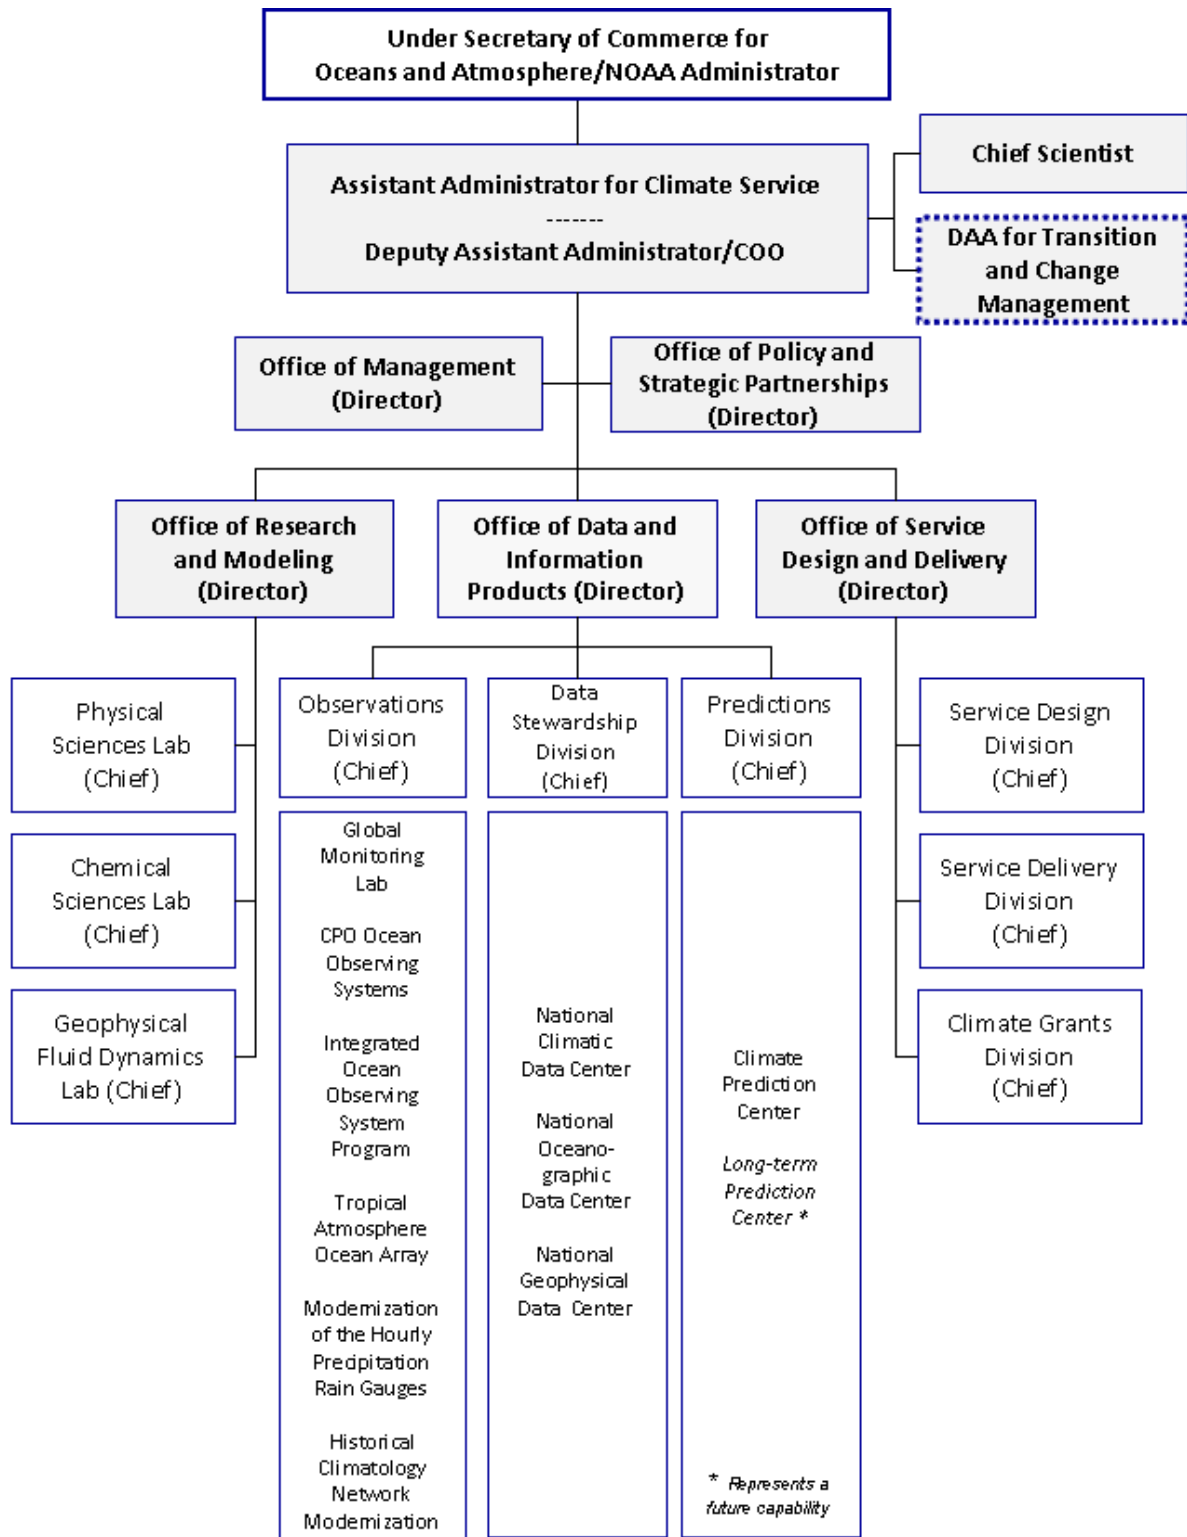 Under Secretary of Commerce for
Oceans and Atmosphere/NOAA Administrator
Assistant Administrator for Climate Service
-------
Deputy Assistant Administrator/COO
Chief Scientist
DAA for Transition
and Change
Management
Office of Management
(Director)
Office of Policy and
Strategic Partnerships
(Director)
Office of Research
and Modeling
(Director)
Office of Data and
Information
Products (Director)
Office of Service
Design and Delivery
(Director)
Physical
Sciences Lab
(Chief)
Chemical
Sciences Lab
(Chief)
Geophysical
Fluid Dynamics
Lab (Chief)
Observations
Division
(Chief)
Global
Monitoring
Lab
CPO Ocean
Observing
Systems
Integrated
Ocean
Observing
System
Program
Tropical
Atmosphere
Ocean Array
Modernization
of the Hourly
Precipitation
Rain Gauges
Historical
Climatology
Network
Modernization
Data
Stewardship
Division
(Chief)
National
Climatic
Data Center
National
Oceano-
graphic
Data Center
National
Geophysical
Data Center
Predictions
Division
(Chief)
Climate
Prediction
Center
Long-term
Prediction
Center *
* Represents a
future capability
Service Design
Division
(Chief)
Service Delivery
Division
(Chief)
Climate Grants
Division
(Chief)